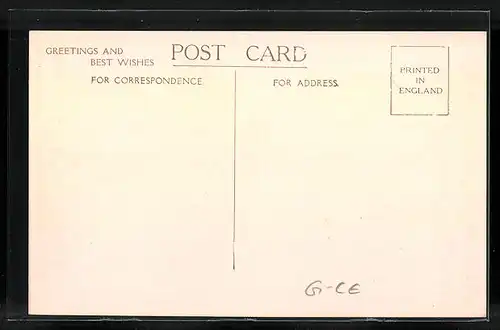 GREETINGS AND
BEST WISHES
POST CARD
FOR CORRESPONDENCE.
FOR ADDRESS.
PRINTED
IN
ENGLAND
G-CE